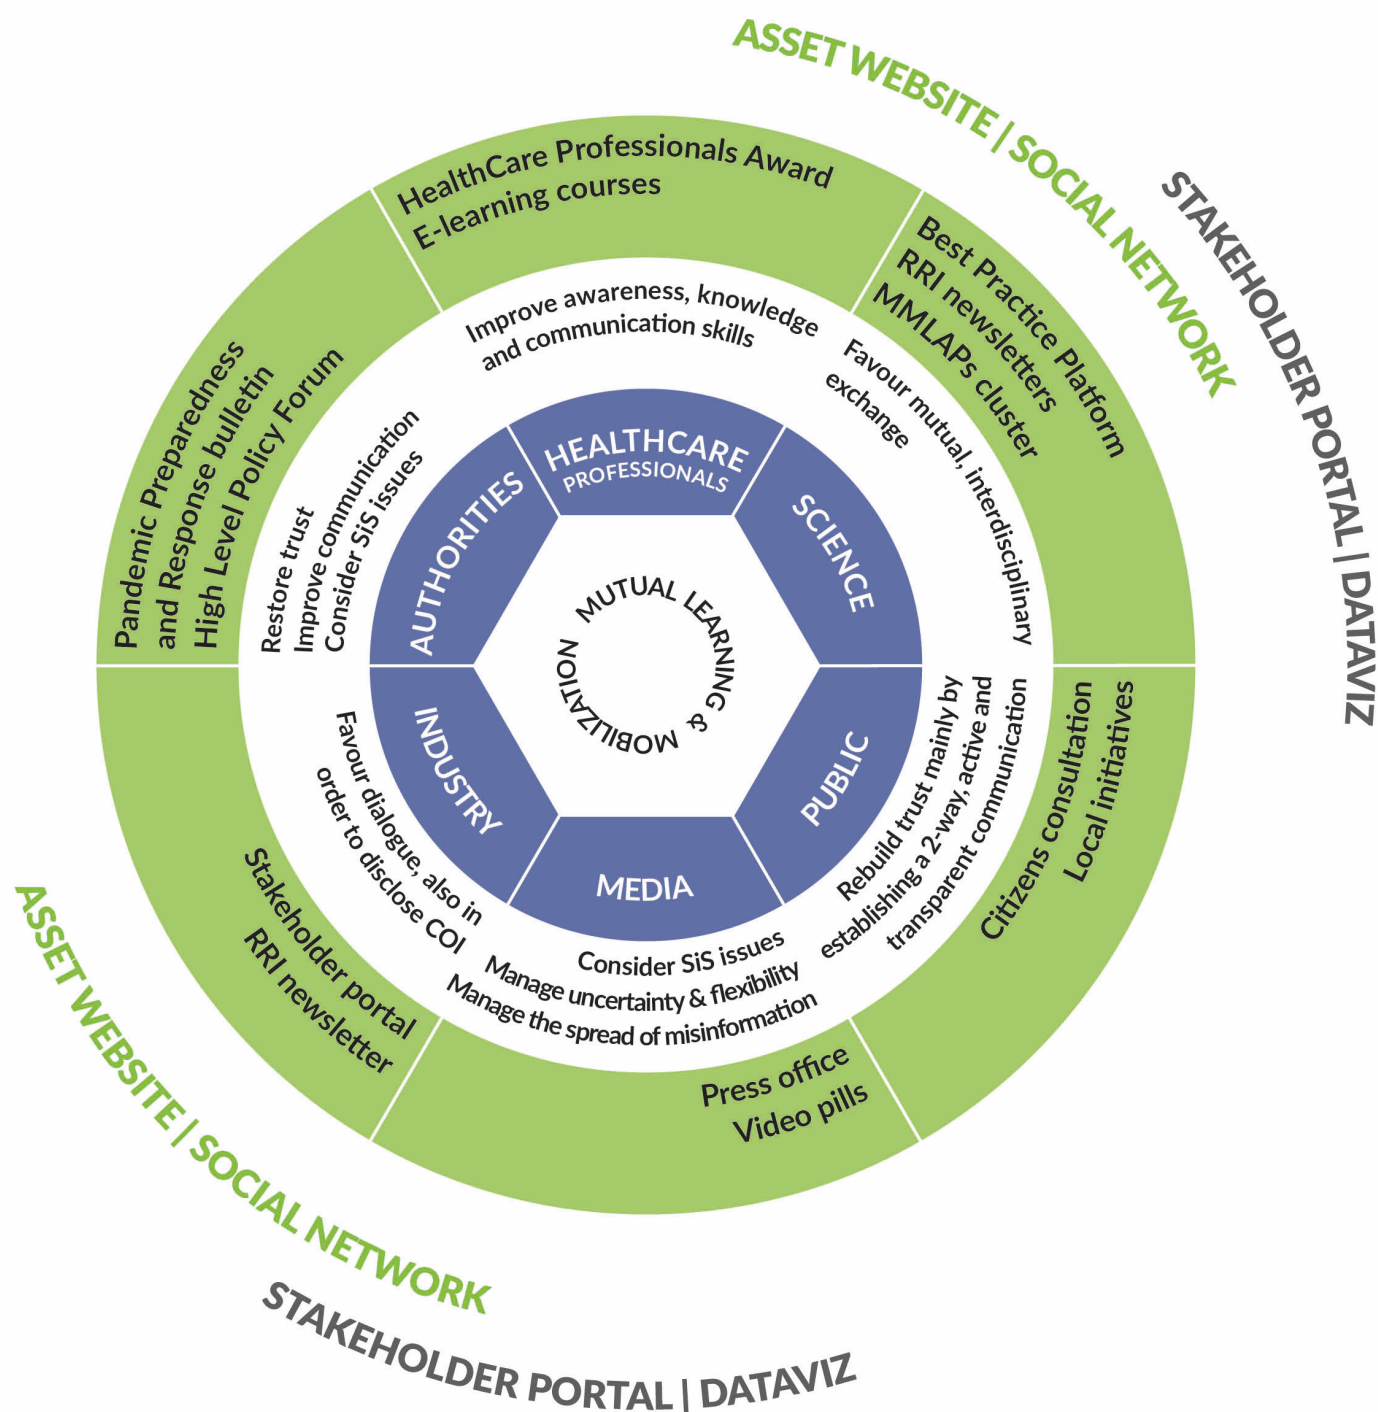 ASSET WEBSITE | SOCIAL NETWORK
STAKEHOLDER PORTAL | DATAVIZ
HealthCare Professionals Award
E-learning courses
Best Practice Platform
RRI newsletters
MMLAPs cluster
Citizens consultation
Local initiatives
Press office
Video pills
Stakeholder portal
RRI newsletter
Pandemic Preparedness
and Response bulletin
High Level Policy Forum
Improve awareness, knowledge
and communication skills
Favour mutual, interdisciplinary
exchange
Rebuild trust mainly by
establishing a 2-way, active and
transparent communication
Consider SiS issues
Manage uncertainty & flexibility
Manage the spread of misinformation
Favour dialogue, also in
order to disclose COI
Restore trust
Improve communication
Consider SiS issues
HEALTHCARE
PROFESSIONALS
SCIENCE
PUBLIC
MEDIA
INDUSTRY
AUTHORITIES
MUTUAL LEARNING & MOBILIZATION
ASSET WEBSITE | SOCIAL NETWORK
STAKEHOLDER PORTAL | DATAVIZ